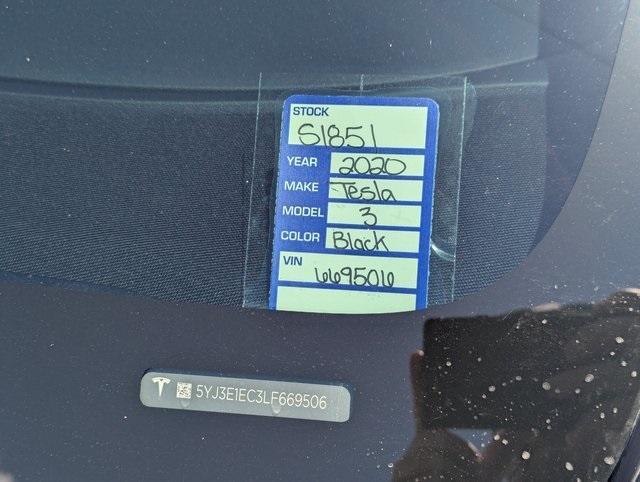 STOCK
S1851
YEAR 2020
MAKE Tesla
MODEL 3
COLOR Black
VIN
669506
5YJ3E1EC3LF669506